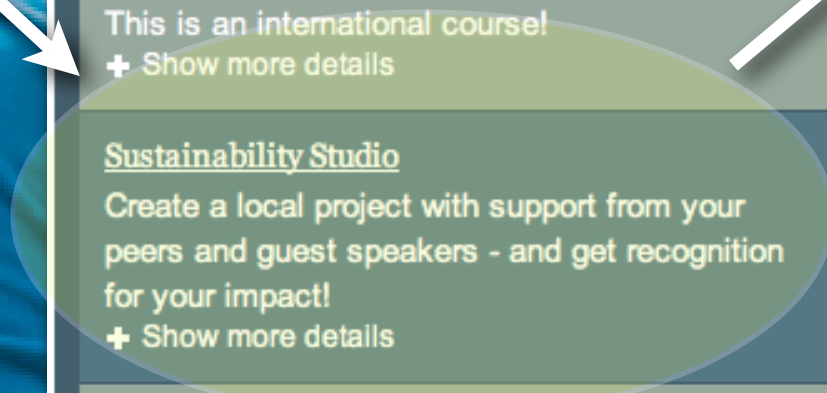 This is an international course!
+ Show more details
Sustainability Studio
Create a local project with support from your
peers and guest speakers - and get recognition
for your impact!
+ Show more details